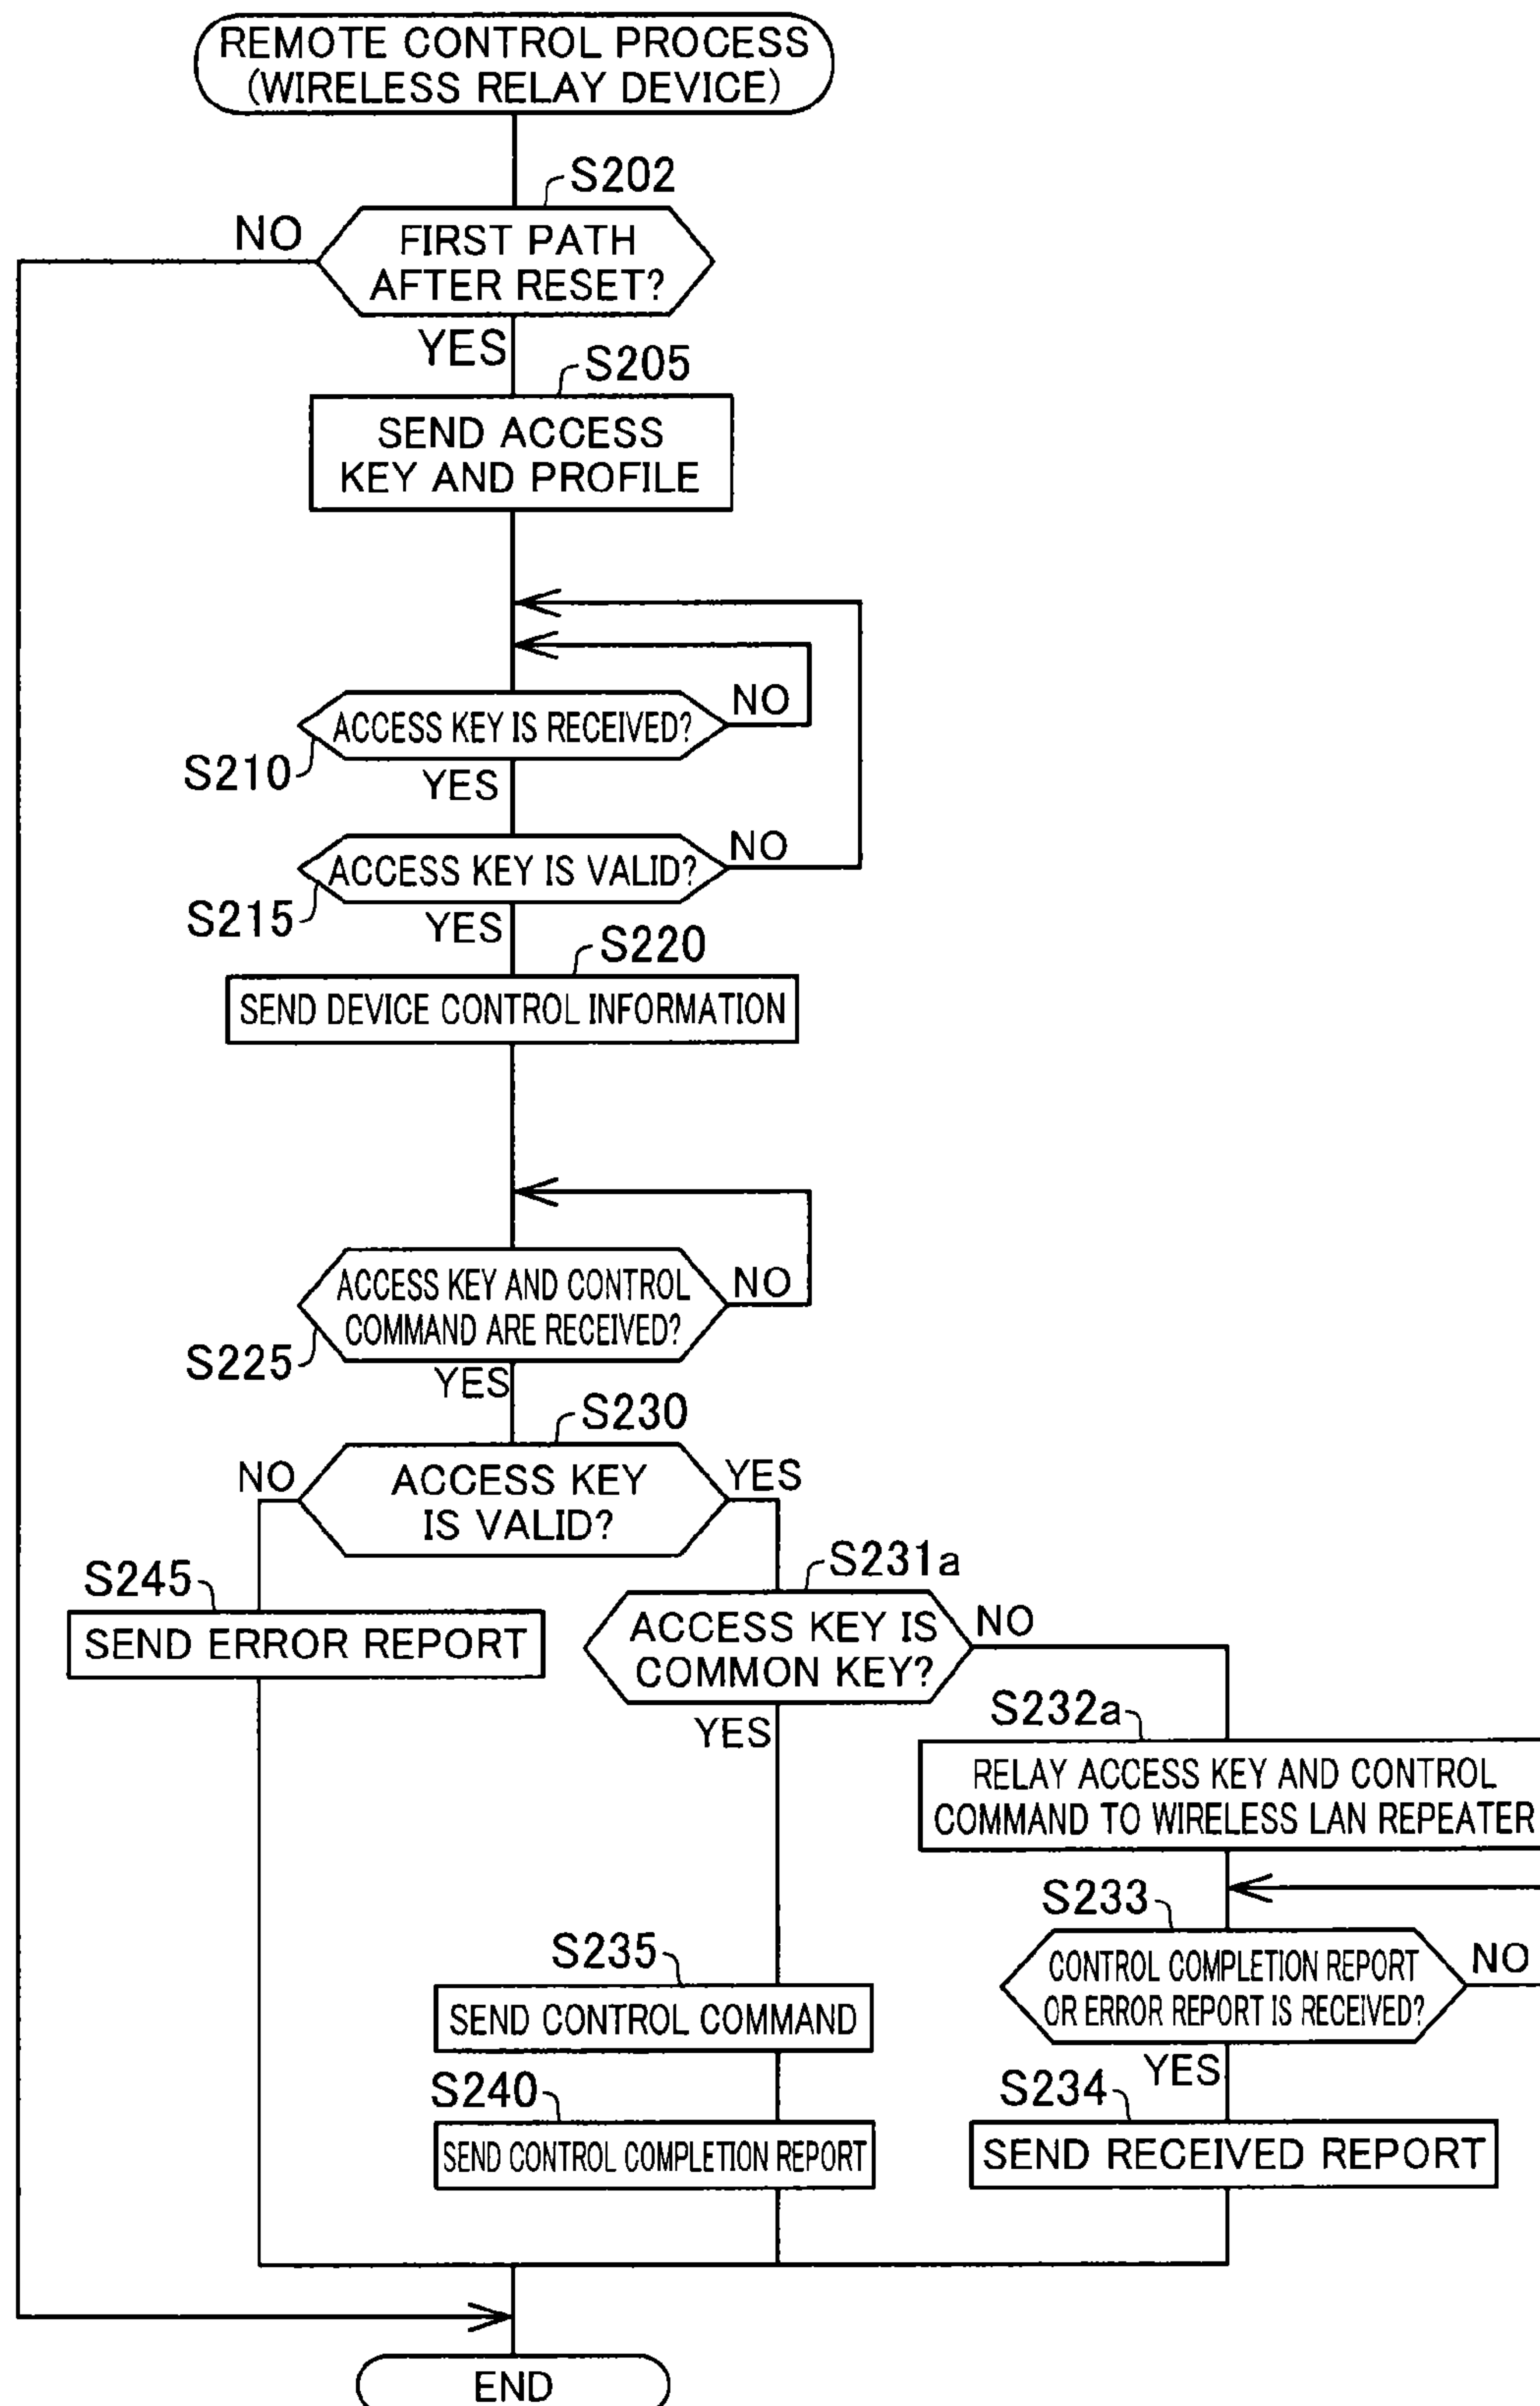 REMOTE CONTROL PROCESS
(WIRELESS RELAY DEVICE)
S202
NO
FIRST PATH
AFTER RESET?
YES
S205
SEND ACCESS
KEY AND PROFILE
ACCESS KEY IS RECEIVED?
NO
S210
YES
ACCESS KEY IS VALID?
NO
S215
YES
S220
SEND DEVICE CONTROL INFORMATION
ACCESS KEY AND CONTROL
COMMAND ARE RECEIVED?
NO
S225
YES
S230
NO
ACCESS KEY
IS VALID?
YES
S245
SEND ERROR REPORT
S231a
ACCESS KEY IS
COMMON KEY?
NO
YES
S232a
RELAY ACCESS KEY AND CONTROL
COMMAND TO WIRELESS LAN REPEATER
S233
CONTROL COMPLETION REPORT
OR ERROR REPORT IS RECEIVED?
NO
YES
S235
SEND CONTROL COMMAND
S240
SEND CONTROL COMPLETION REPORT
S234
SEND RECEIVED REPORT
END